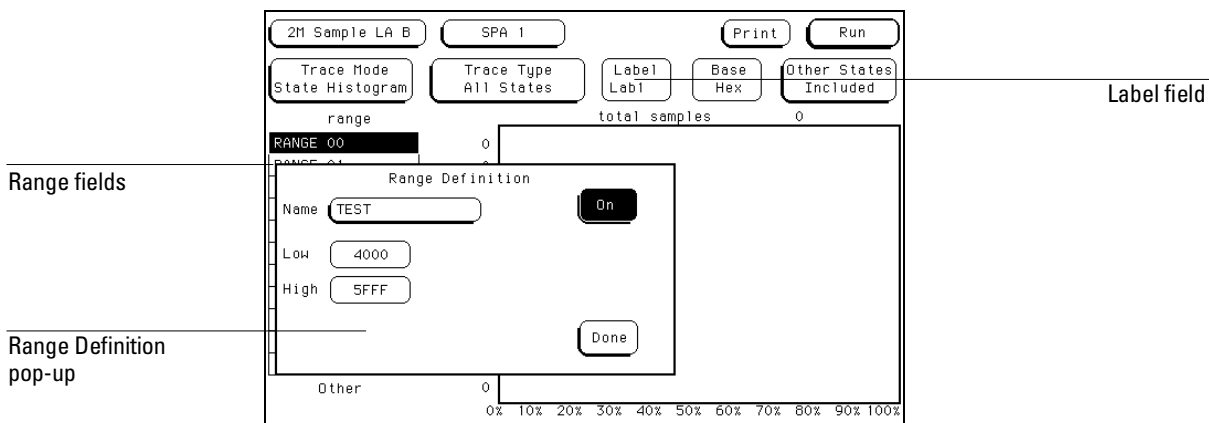 2M Sample LA B SPA 1 Print Run
Trace Mode Trace Type Label Base Other States
State Histogram All States Lab1 Hex Included
Label field
range total samples 0
RANGE 00 0
Range fields
Range Definition
Name TEST On
Low 4000
High 5FFF
Done
Range Definition
pop-up
Other 0
0% 10% 20% 30% 40% 50% 60% 70% 80% 90% 100%